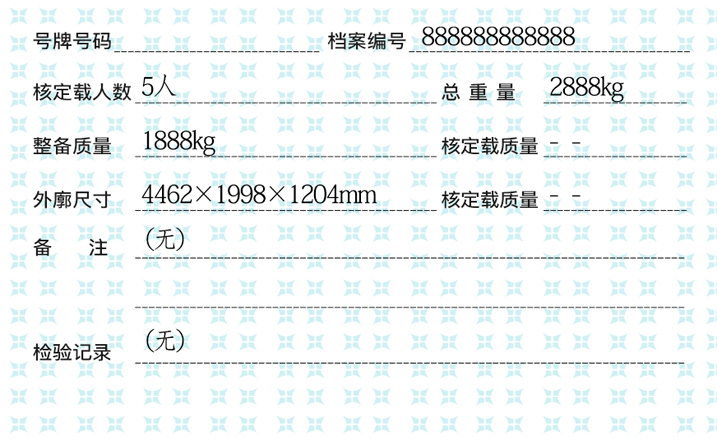 号牌号码 档案编号 888888888888
核定载人数 5人 总重量 2888kg
整备质量 1888kg 核定载质量 - -
外廓尺寸 4462×1998×1204mm 核定载质量 - -
备注 (无)
检验记录 (无)